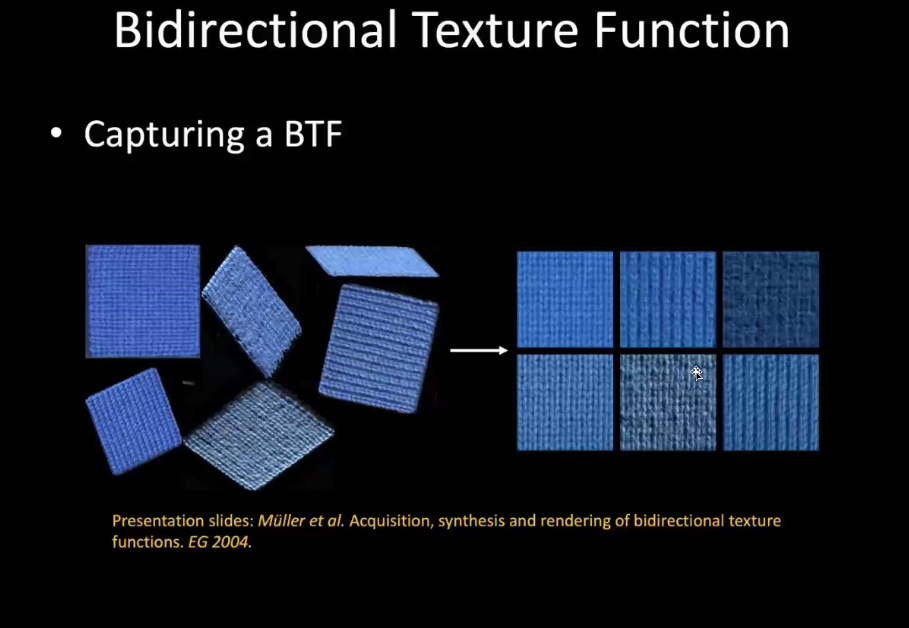 Bidirectional Texture Function
• Capturing a BTF
Presentation slides: Müller et al. Acquisition, synthesis and rendering of bidirectional texture
functions. EG 2004.